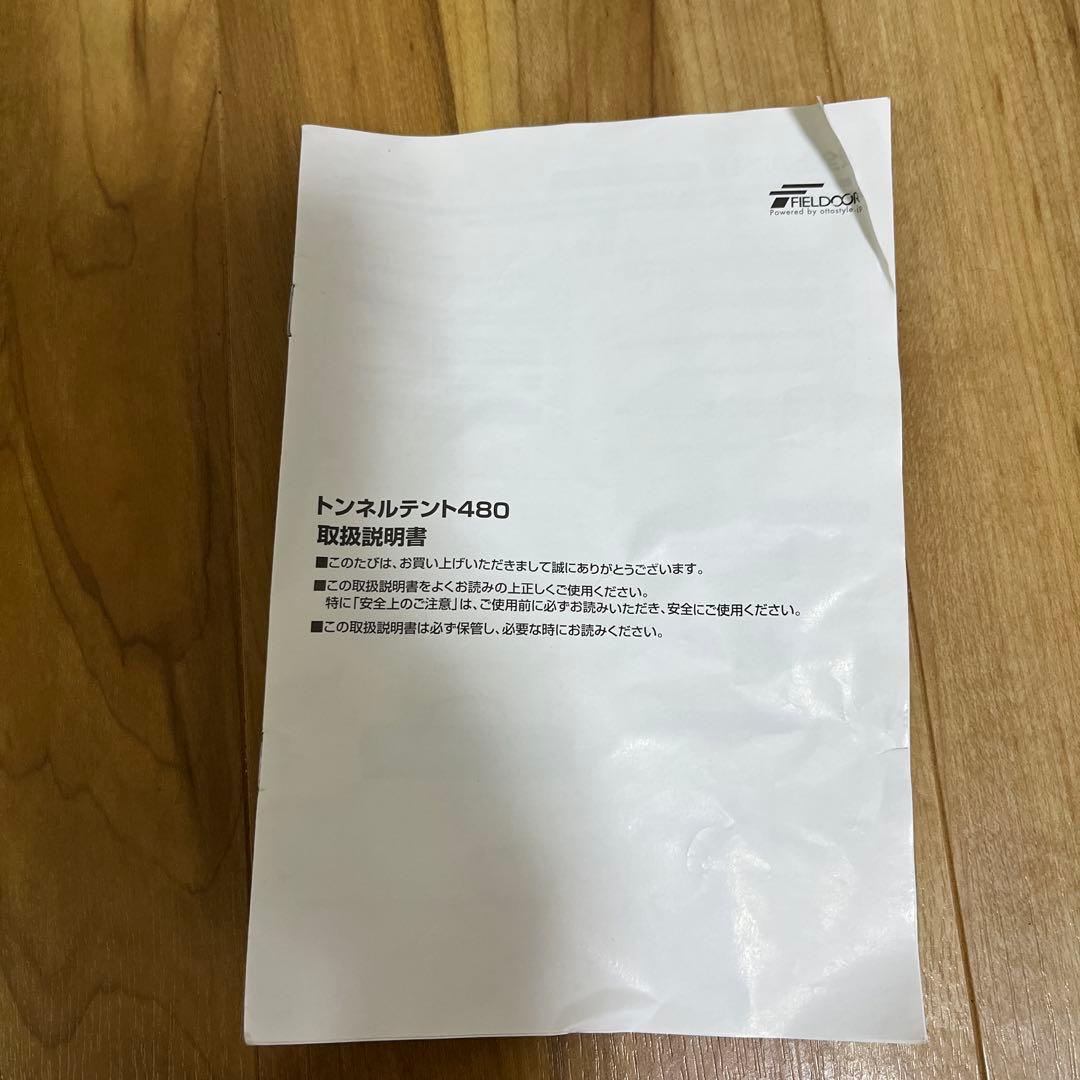 FIELDOOR
Powered by ottostyle.jp
トンネルテント480
取扱説明書
■このたびは、お買い上げいただきまして誠にありがとうございます。
■この取扱説明書をよくお読みの上正しくご使用ください。
特に「安全上のご注意」は、ご使用前に必ずお読みいただき、安全にご使用ください。
■この取扱説明書は必ず保管し、必要な時にお読みください。